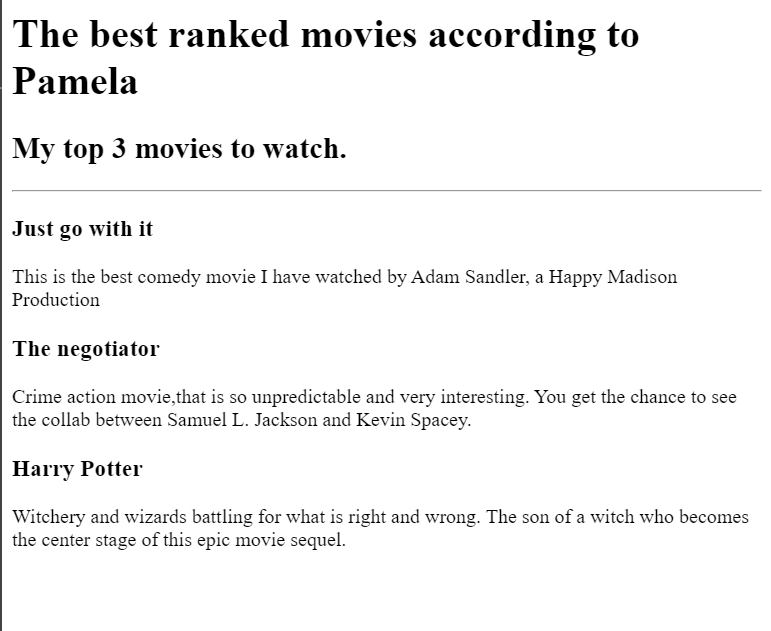 The best ranked movies according to
Pamela
My top 3 movies to watch.
Just go with it
This is the best comedy movie I have watched by Adam Sandler, a Happy Madison
Production
The negotiator
Crime action movie,that is so unpredictable and very interesting. You get the chance to see
the collab between Samuel L. Jackson and Kevin Spacey.
Harry Potter
Witchery and wizards battling for what is right and wrong. The son of a witch who becomes
the center stage of this epic movie sequel.